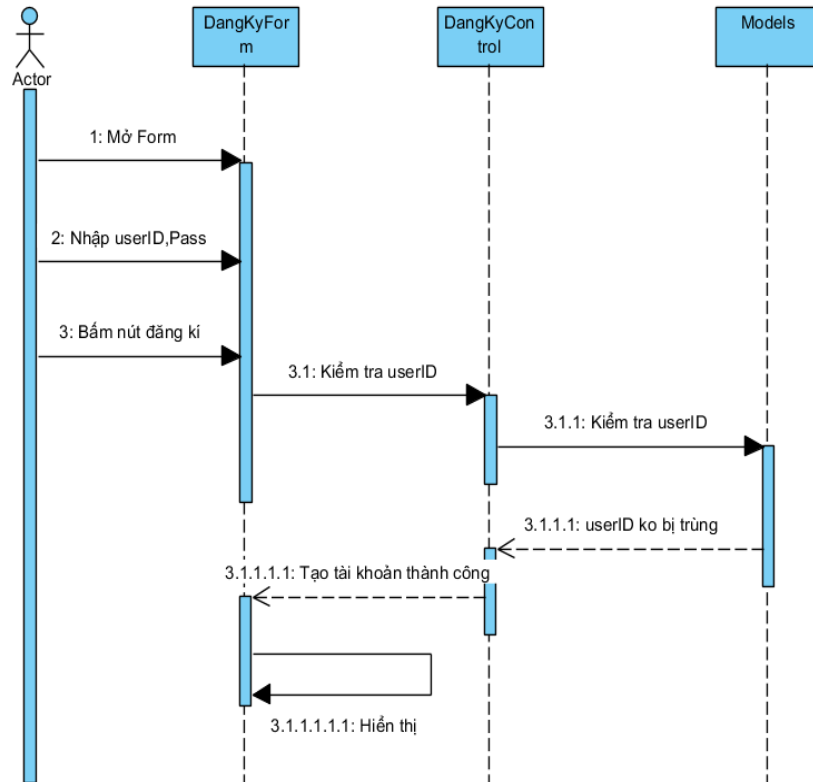 DangKyFor
m
DangKyCon
trol
Models
Actor
1: Mở Form
2: Nhập userID,Pass
3: Bấm nút đăng kí
3.1: Kiểm tra userID
3.1.1: Kiểm tra userID
3.1.1.1: userID ko bị trùng
3.1.1.1.1: Tạo tài khoản thành công
3.1.1.1.1.1: Hiển thị